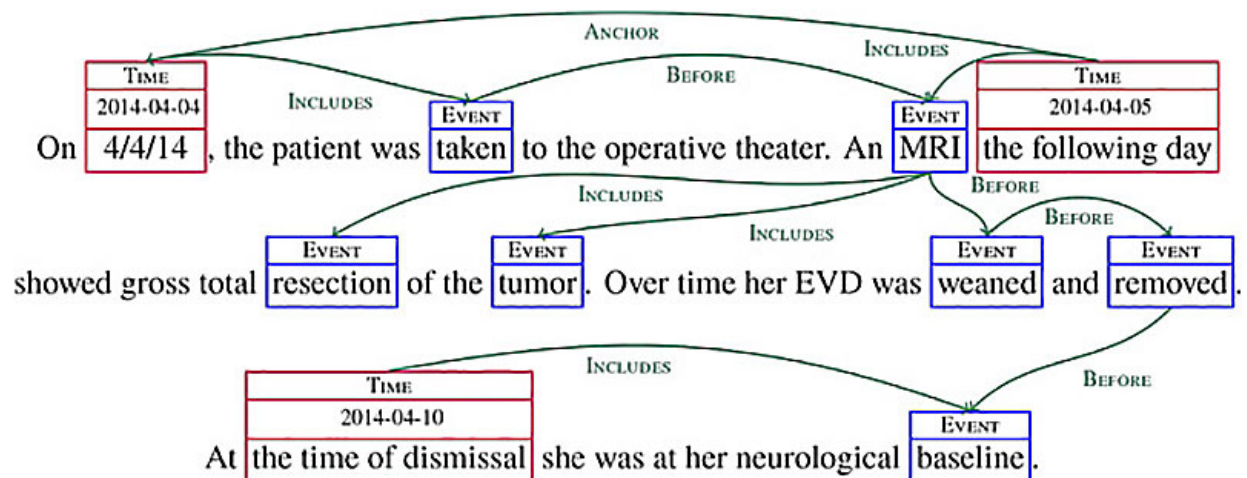 ANCHOR
INCLUDES
TIME BEFORE TIME
2014-04-04 INCLUDES EVENT EVENT 2014-04-05
On 4/4/14 , the patient was taken to the operative theater. An MRI the following day
INCLUDES BEFORE
INCLUDES BEFORE
EVENT EVENT EVENT EVENT
showed gross total resection of the tumor . Over time her EVD was weaned and removed .
INCLUDES BEFORE
TIME
2014-04-10 EVENT
At the time of dismissal she was at her neurological baseline .